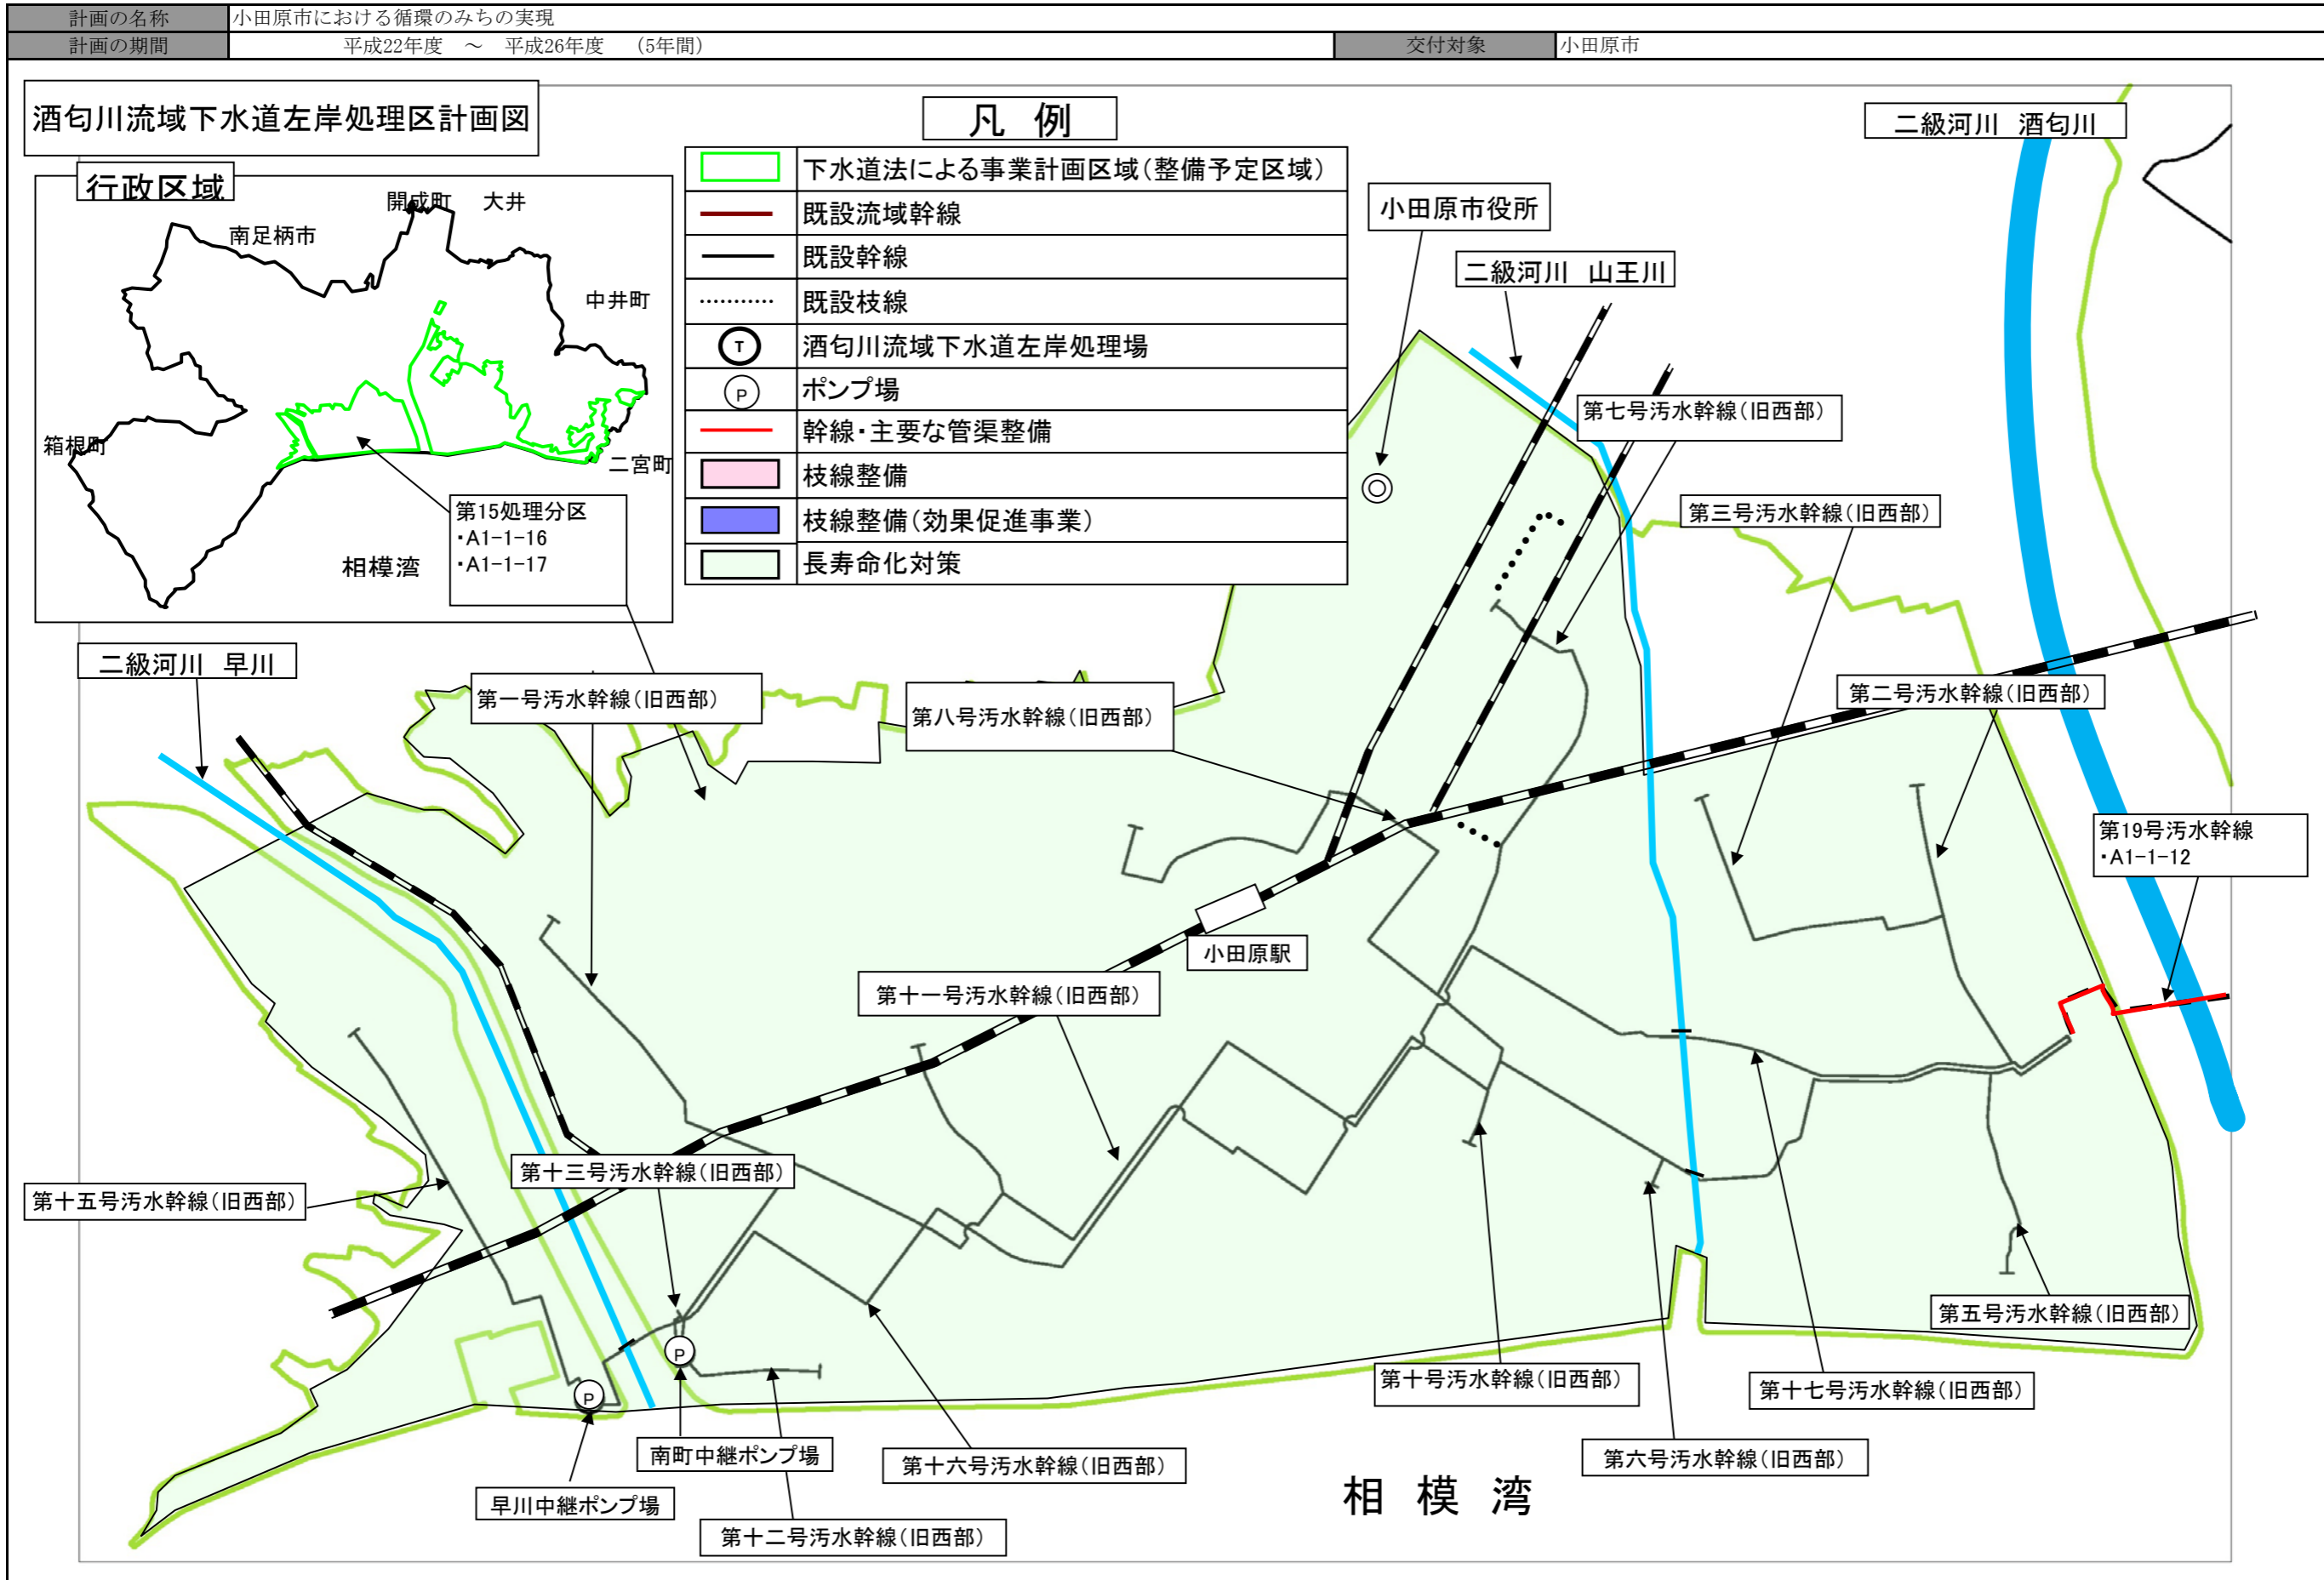 計画の名称 小田原市における循環のみちの実現
計画の期間 平成22年度 ～ 平成26年度 (5年間) 交付対象 小田原市
酒匂川流域下水道左岸処理区計画図
行政区域
開成町 大井
南足柄市
中井町
箱根町
二宮町
相模湾
第15処理分区
・A1-1-16
・A1-1-17
凡 例
下水道法による事業計画区域(整備予定区域)
既設流域幹線
既設幹線
既設枝線
T 酒匂川流域下水道左岸処理場
P ポンプ場
幹線・主要な管渠整備
枝線整備
枝線整備(効果促進事業)
長寿命化対策
二級河川 酒匂川
小田原市役所
二級河川 山王川
第七号汚水幹線(旧西部)
第三号汚水幹線(旧西部)
二級河川 早川
第一号汚水幹線(旧西部)
第八号汚水幹線(旧西部)
第二号汚水幹線(旧西部)
第19号汚水幹線
・A1-1-12
小田原駅
第十一号汚水幹線(旧西部)
第十三号汚水幹線(旧西部)
第十五号汚水幹線(旧西部)
第五号汚水幹線(旧西部)
P
P
第十号汚水幹線(旧西部)
第十七号汚水幹線(旧西部)
南町中継ポンプ場
第十六号汚水幹線(旧西部)
第六号汚水幹線(旧西部)
早川中継ポンプ場
相 模 湾
第十二号汚水幹線(旧西部)